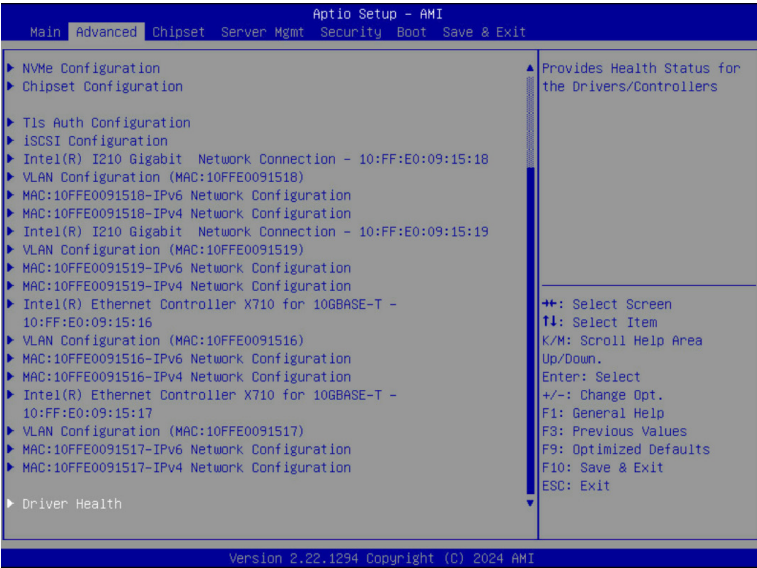 Aptio Setup – AMI
Main Advanced Chipset Server Mgmt Security Boot Save & Exit
NVMe Configuration
Chipset Configuration
Tls Auth Configuration
iSCSI Configuration
Intel(R) I210 Gigabit  Network Connection – 10:FF:E0:09:15:18
VLAN Configuration (MAC:10FFE0091518)
MAC:10FFE0091518–IPv6 Network Configuration
MAC:10FFE0091518–IPv4 Network Configuration
Intel(R) I210 Gigabit  Network Connection – 10:FF:E0:09:15:19
VLAN Configuration (MAC:10FFE0091519)
MAC:10FFE0091519–IPv6 Network Configuration
MAC:10FFE0091519–IPv4 Network Configuration
Intel(R) Ethernet Controller X710 for 10GBASE–T –
10:FF:E0:09:15:16
VLAN Configuration (MAC:10FFE0091516)
MAC:10FFE0091516–IPv6 Network Configuration
MAC:10FFE0091516–IPv4 Network Configuration
Intel(R) Ethernet Controller X710 for 10GBASE–T –
10:FF:E0:09:15:17
VLAN Configuration (MAC:10FFE0091517)
MAC:10FFE0091517–IPv6 Network Configuration
MAC:10FFE0091517–IPv4 Network Configuration
Driver Health
Provides Health Status for
the Drivers/Controllers
→←: Select Screen
↑↓: Select Item
K/M: Scroll Help Area
Up/Down.
Enter: Select
+/–: Change Opt.
F1: General Help
F3: Previous Values
F9: Optimized Defaults
F10: Save & Exit
ESC: Exit
Version 2.22.1294 Copyright (C) 2024 AMI